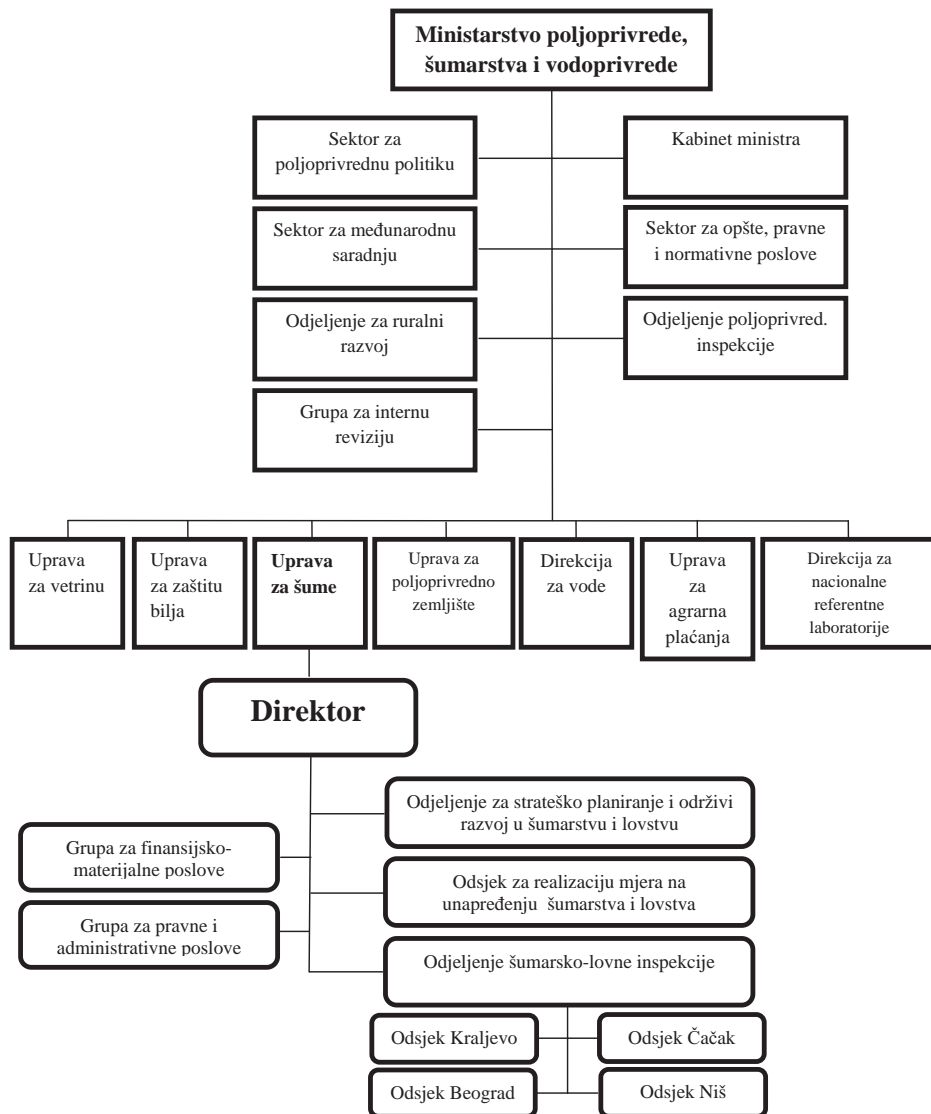 Ministarstvo poljoprivrede,
šumarstva i vodoprivrede
Sektor za
poljoprivrednu politiku
Kabinet ministra
Sektor za međunarodnu
saradnju
Sektor za opšte, pravne
i normativne poslove
Odjeljenje za ruralni
razvoj
Odjeljenje poljoprivred.
inspekcije
Grupa za internu
reviziju
Uprava
za vetrinu
Uprava
za zaštitu
bilja
Uprava
za šume
Uprava za
poljoprivredno
zemljište
Direkcija
za vode
Uprava
za
agrarna
plaćanja
Direkcija za
nacionalne
referentne
laboratorije
Direktor
Odjeljenje za strateško planiranje i održivi
razvoj u šumarstvu i lovstvu
Grupa za finansijsko-
materijalne poslove
Odsjek za realizaciju mjera na
unapređenju šumarstva i lovstva
Grupa za pravne i
administrativne poslove
Odjeljenje šumarsko-lovne inspekcije
Odsjek Kraljevo
Odsjek Čačak
Odsjek Beograd
Odsjek Niš